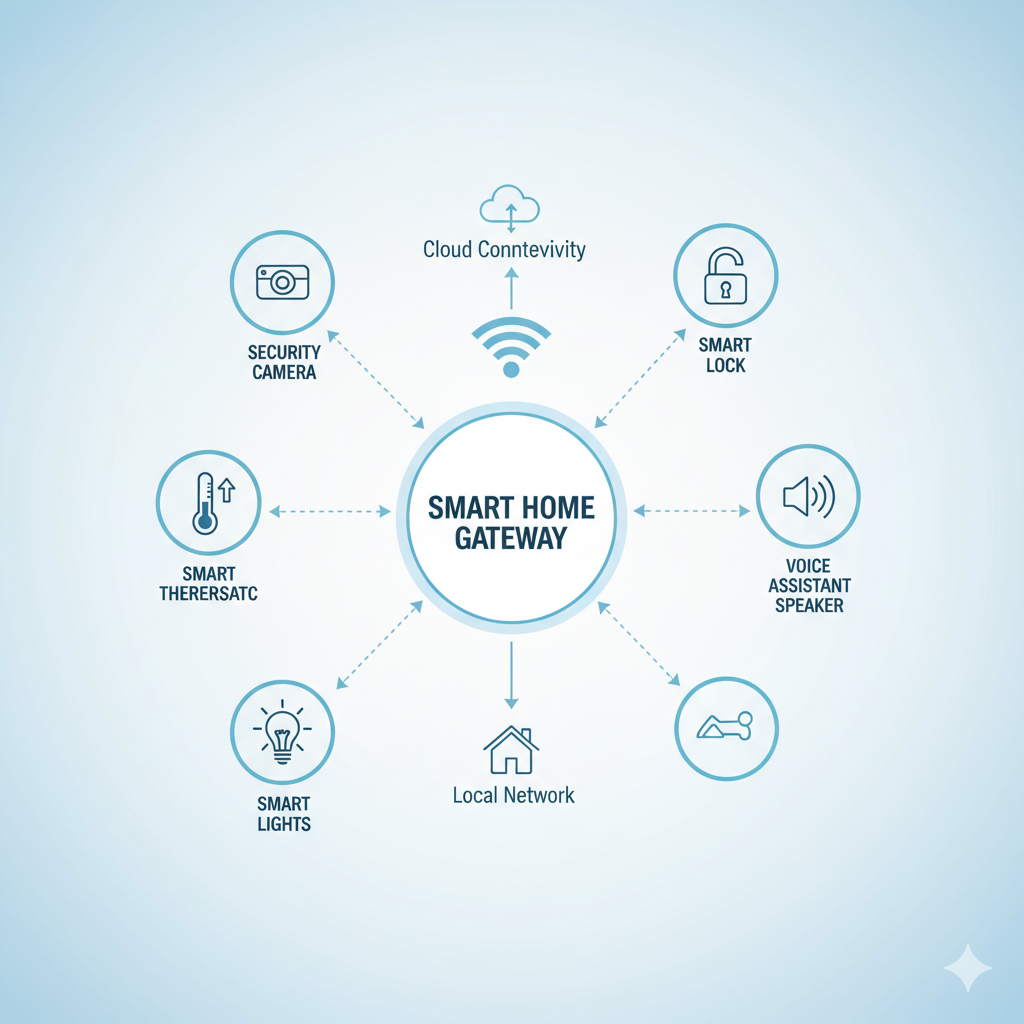 Cloud Conntevivity
SECURITY
CAMERA
SMART
LOCK
SMART HOME
GATEWAY
SMART
THERERSATC
VOICE
ASSISTANT
SPEAKER
SMART
LIGHTS
Local Network